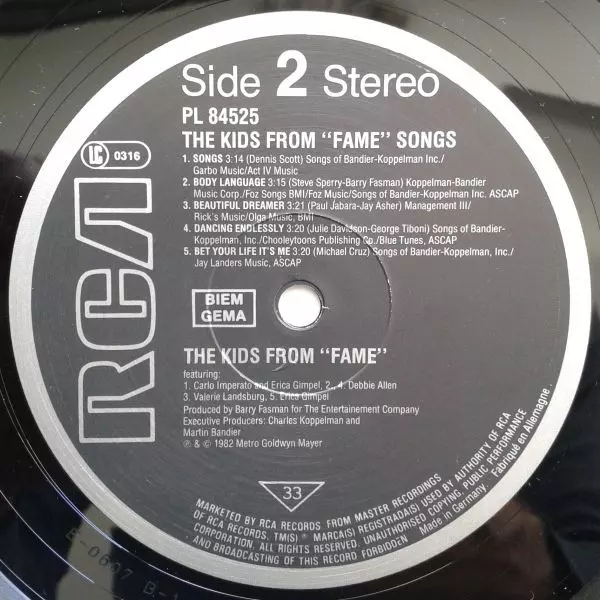 Side 2 Stereo
PL 84525
THE KIDS FROM "FAME" SONGS
LC 0316
1. SONGS 3:14 (Dennis Scott) Songs of Bandier-Koppelman Inc./
Garbo Music/Act IV Music
2. BODY LANGUAGE 3:15 (Steve Sperry-Barry Fasman) Koppelman-Bandier
Music Corp./Foz Songs BMI/Foz Music/Songs of Bandier-Koppelman Inc. ASCAP
3. BEAUTIFUL DREAMER 3:21 (Paul Jabara-Jay Asher) Management III/
Rick's Music/Olga Music, BMI
4. DANCING ENDLESSLY 3:20 (Julie Davidson-George Tiboni) Songs of Bandier-
Koppelman, Inc./Chooleytoons Publishing Co./Blue Tunes, ASCAP
5. BET YOUR LIFE IT'S ME 3:20 (Michael Cruz) Songs of Bandier-Koppelman, Inc./
Jay Landers Music, ASCAP
RCA
BIEM
GEMA
THE KIDS FROM "FAME"
featuring:
1. Carlo Imperato and Erica Gimpel, 2., 4. Debbie Allen
3. Valerie Landsburg, 5. Erica Gimpel
Produced by Barry Fasman for The Entertainement Company
Executive Producers: Charles Koppelman and
Martin Bandier
℗ & © 1982 Metro Goldwyn Mayer
33
MARKETED BY RCA RECORDS FROM MASTER RECORDINGS
OF RCA RECORDS, TM(S) ® MARCA(S) REGISTRADA(S) USED BY AUTHORITY OF RCA
CORPORATION. ALL RIGHTS RESERVED. UNAUTHORISED COPYING, PUBLIC PERFORMANCE
AND BROADCASTING OF THIS RECORD FORBIDDEN
Made in Germany. Fabriqué en Allemagne.